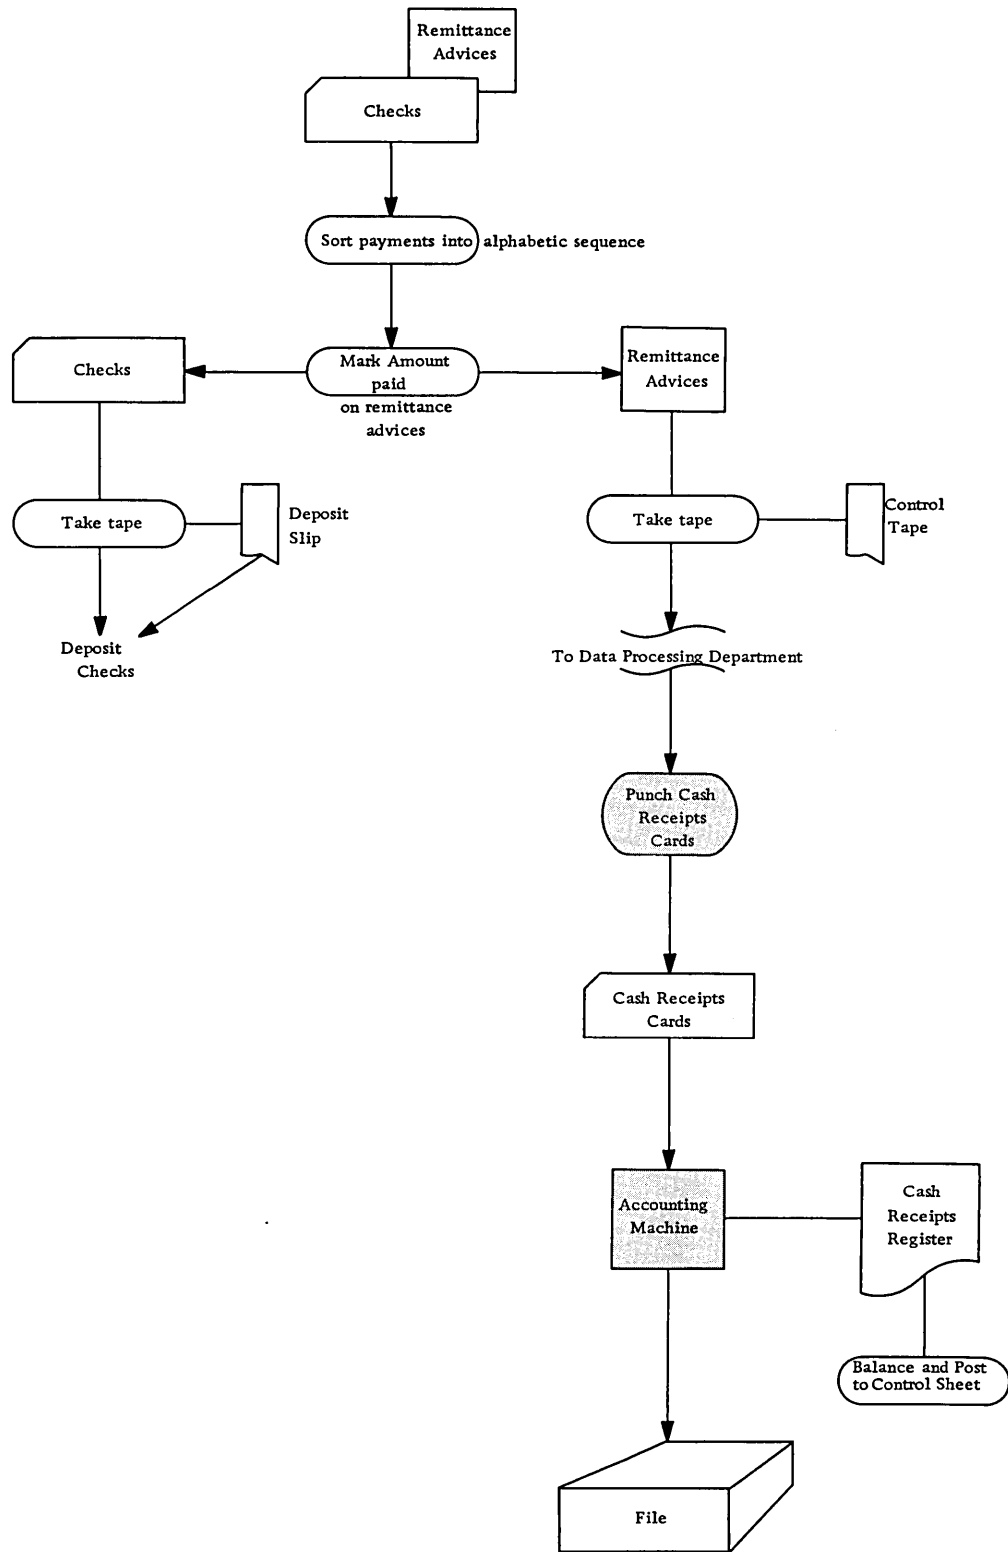 Remittance
Advices
Checks
Sort payments into alphabetic sequence
Checks
Mark Amount
paid
on remittance
advices
Remittance
Advices
Take tape
Deposit
Slip
Take tape
Control
Tape
Deposit
Checks
To Data Processing Department
Punch Cash
Receipts
Cards
Cash Receipts
Cards
Accounting
Machine
Cash
Receipts
Register
Balance and Post
to Control Sheet
File